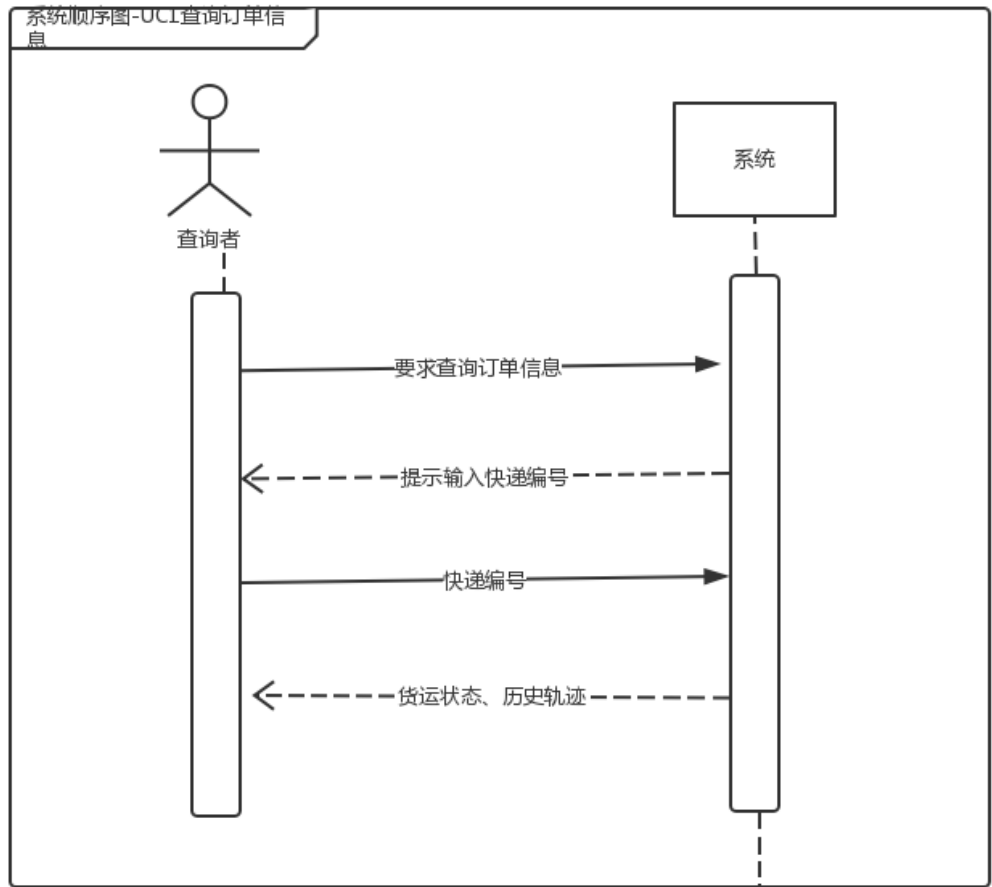 系统顺序图-UC1查询订单信
息
系统
查询者
要求查询订单信息
提示输入快递编号
快递编号
货运状态、历史轨迹